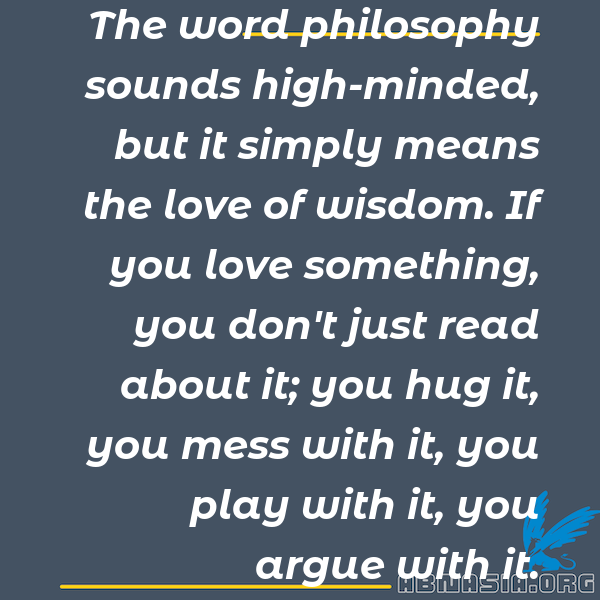 The word philosophy
sounds high-minded,
but it simply means
the love of wisdom. If
you love something,
you don't just read
about it; you hug it,
you mess with it, you
play with it, you
argue with it.
ABNASIA.ORG